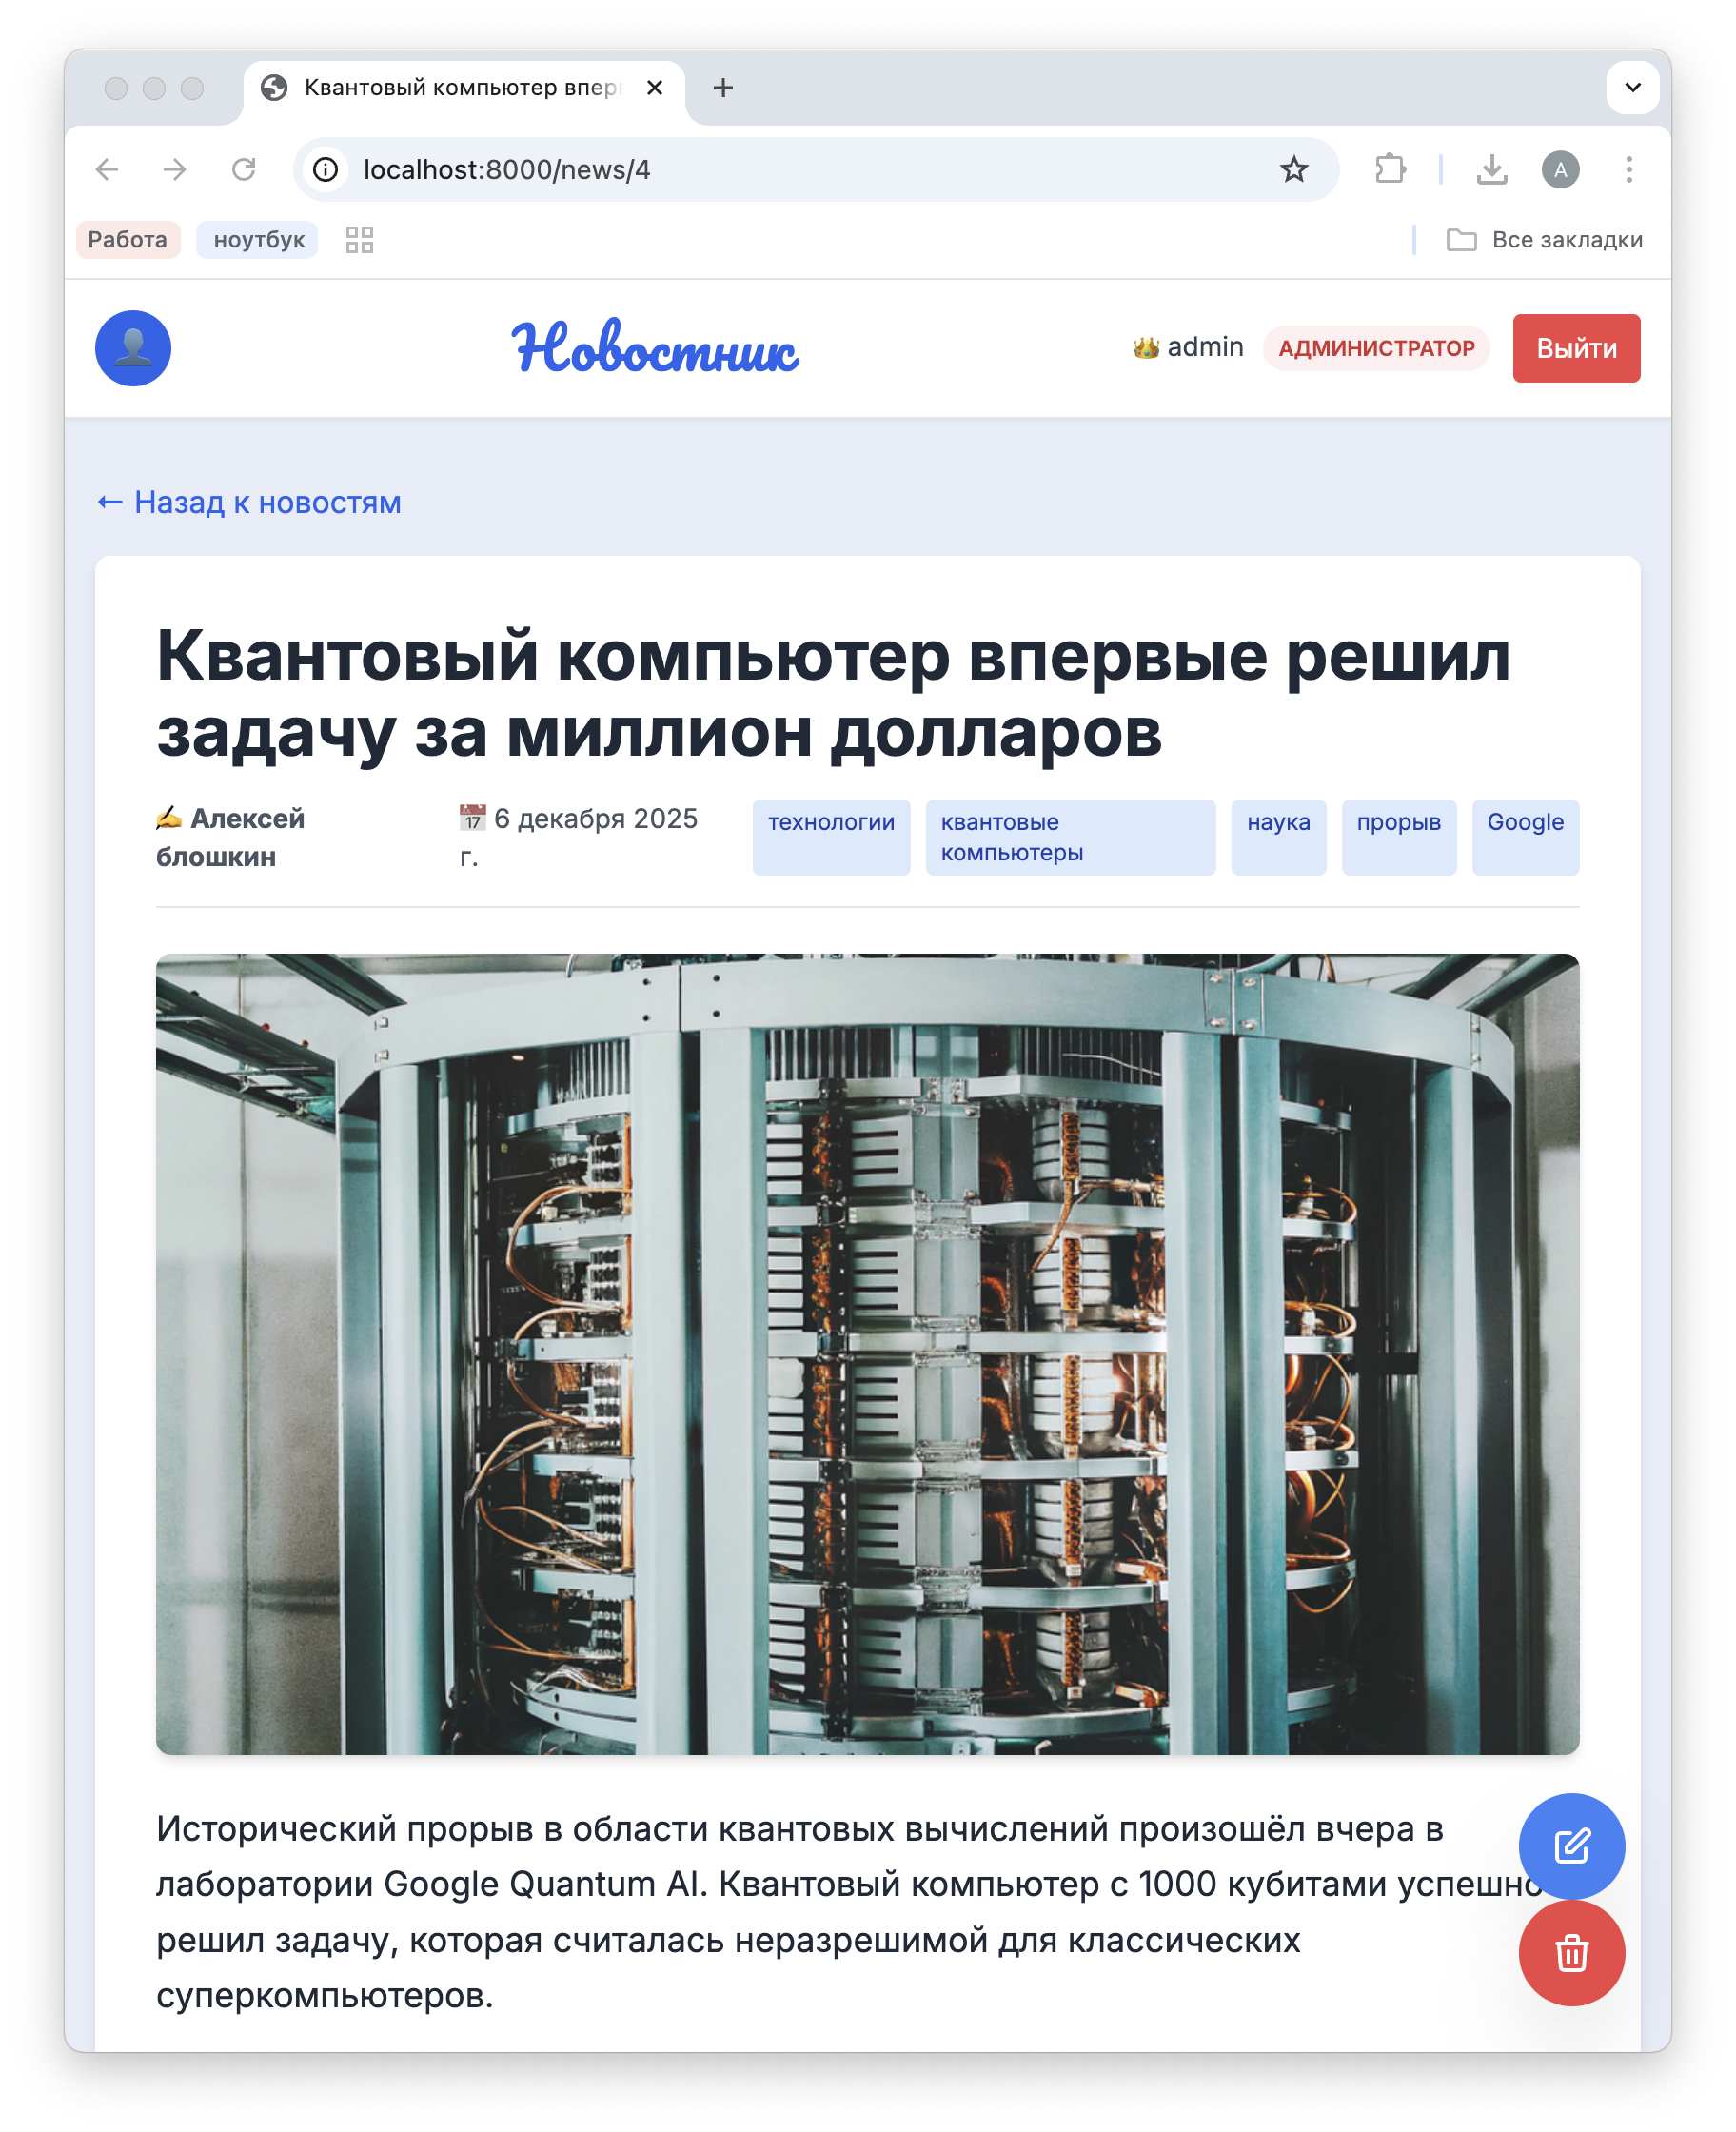 Квантовый компьютер впер
localhost:8000/news/4
A
Работа
ноутбук
Все закладки
Новостник
admin
АДМИНИСТРАТОР
Выйти
← Назад к новостям
Квантовый компьютер впервые решил
задачу за миллион долларов
Алексей
блошкин
17
6 декабря 2025
г.
технологии
квантовые
компьютеры
наука
прорыв
Google
Исторический прорыв в области квантовых вычислений произошёл вчера в
лаборатории Google Quantum AI. Квантовый компьютер с 1000 кубитами успешно
решил задачу, которая считалась неразрешимой для классических
суперкомпьютеров.